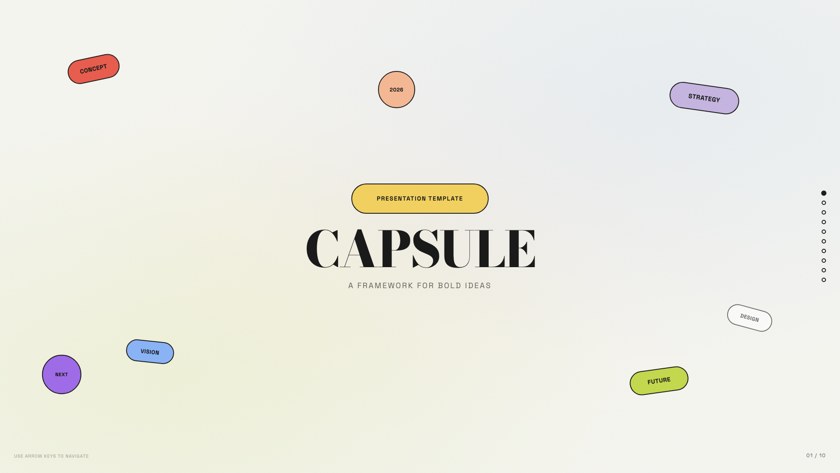 CONCEPT
2026
STRATEGY
PRESENTATION TEMPLATE
CAPSULE
A FRAMEWORK FOR BOLD IDEAS
DESIGN
VISION
NEXT
FUTURE
USE ARROW KEYS TO NAVIGATE
01 / 10